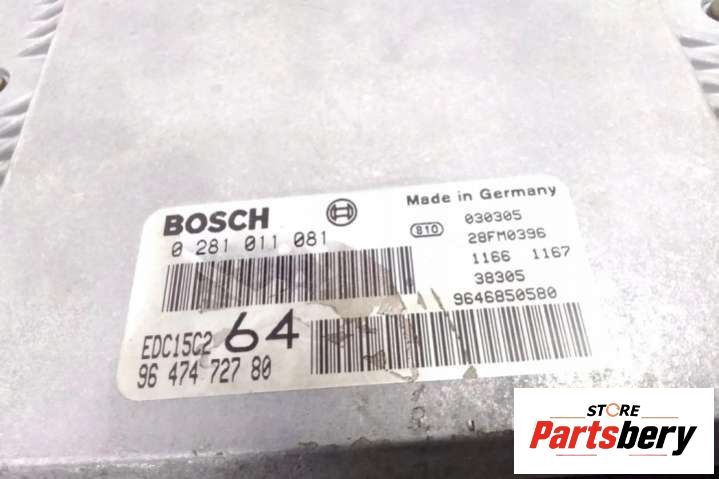 BOSCH
0 281 011 081
Made in Germany
810
030305
28FM0396
1166 1167
38305
9646850580
EDC15C2 64
96 474 727 80
STORE
Partsbery